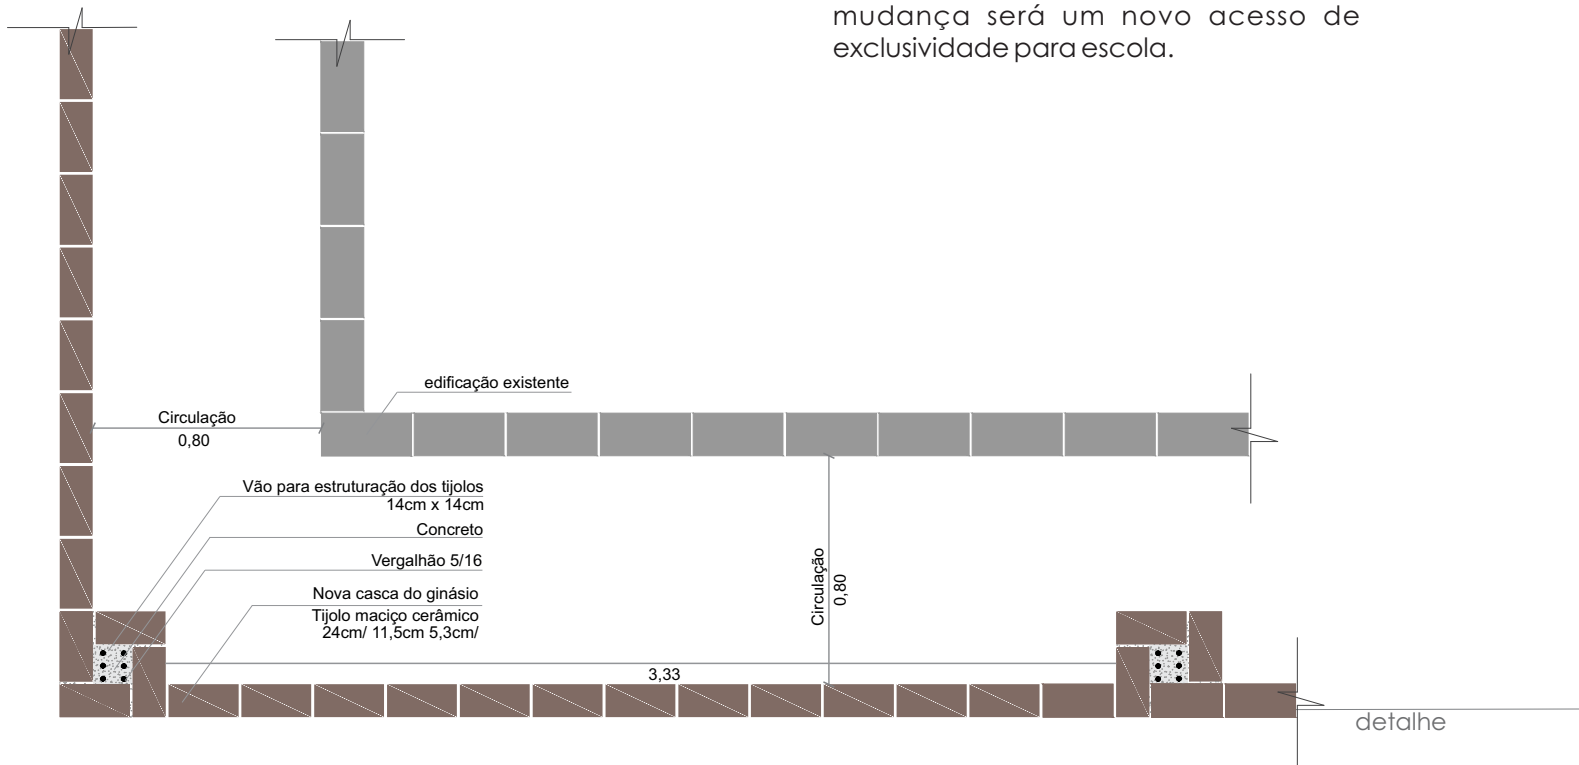 mudança será um novo acesso de
exclusividade para escola.
edificação existente
Circulação
0,80
Vão para estruturação dos tijolos
14cm x 14cm
Concreto
Vergalhão 5/16
Nova casca do ginásio
Tijolo maciço cerâmico
24cm/ 11,5cm 5,3cm/
Circulação
0,80
3,33
detalhe